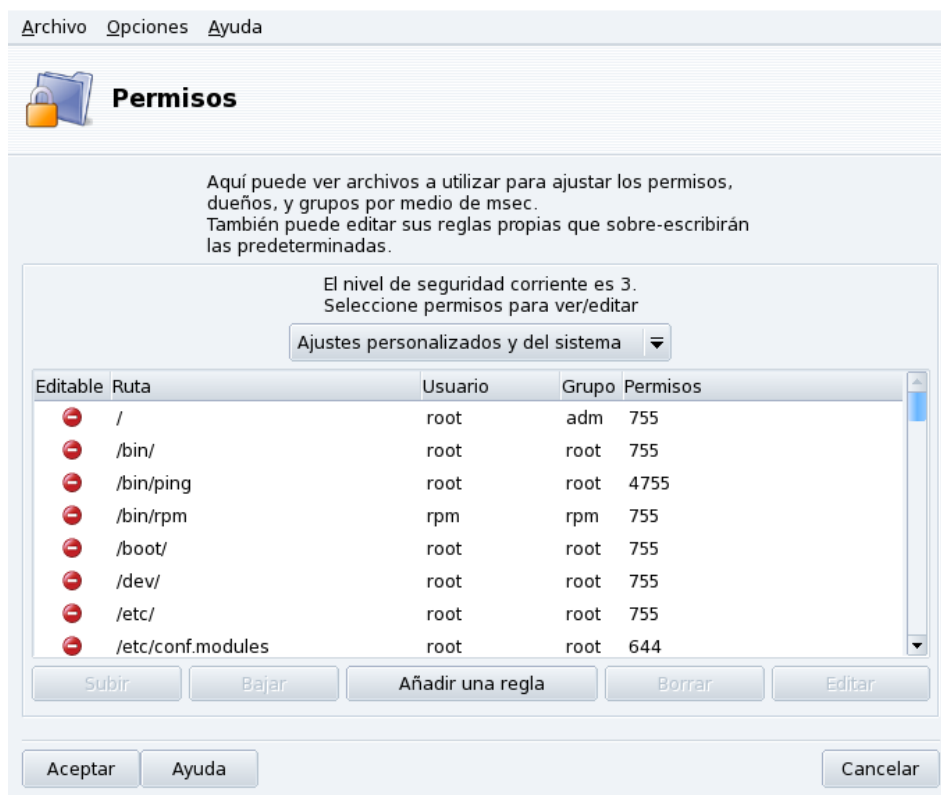 Archivo Opciones Ayuda
Permisos
Aquí puede ver archivos a utilizar para ajustar los permisos,
dueños, y grupos por medio de msec.
También puede editar sus reglas propias que sobre-escribirán
las predeterminadas.
El nivel de seguridad corriente es 3.
Seleccione permisos para ver/editar
Ajustes personalizados y del sistema
Editable Ruta Usuario Grupo Permisos
/ root adm 755
/bin/ root root 755
/bin/ping root root 4755
/bin/rpm rpm rpm 755
/boot/ root root 755
/dev/ root root 755
/etc/ root root 755
/etc/conf.modules root root 644
Subir Bajar Añadir una regla Borrar Editar
Aceptar Ayuda Cancelar